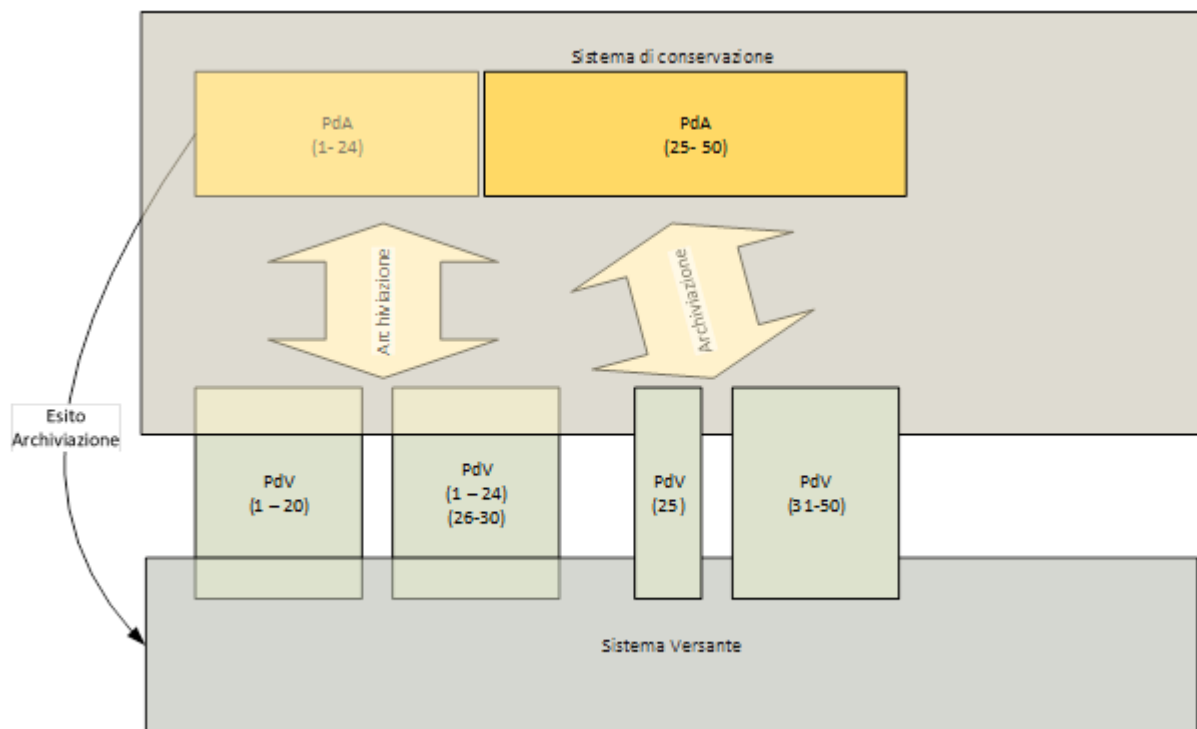 Sistema di conservazione
PdA
(1- 24)
PdA
(25- 50)
Archiviazione
Archiviazione
Esito
Archiviazione
PdV
(1 – 20)
PdV
(1 – 24)
(26-30)
PdV
(25)
PdV
(31-50)
Sistema Versante